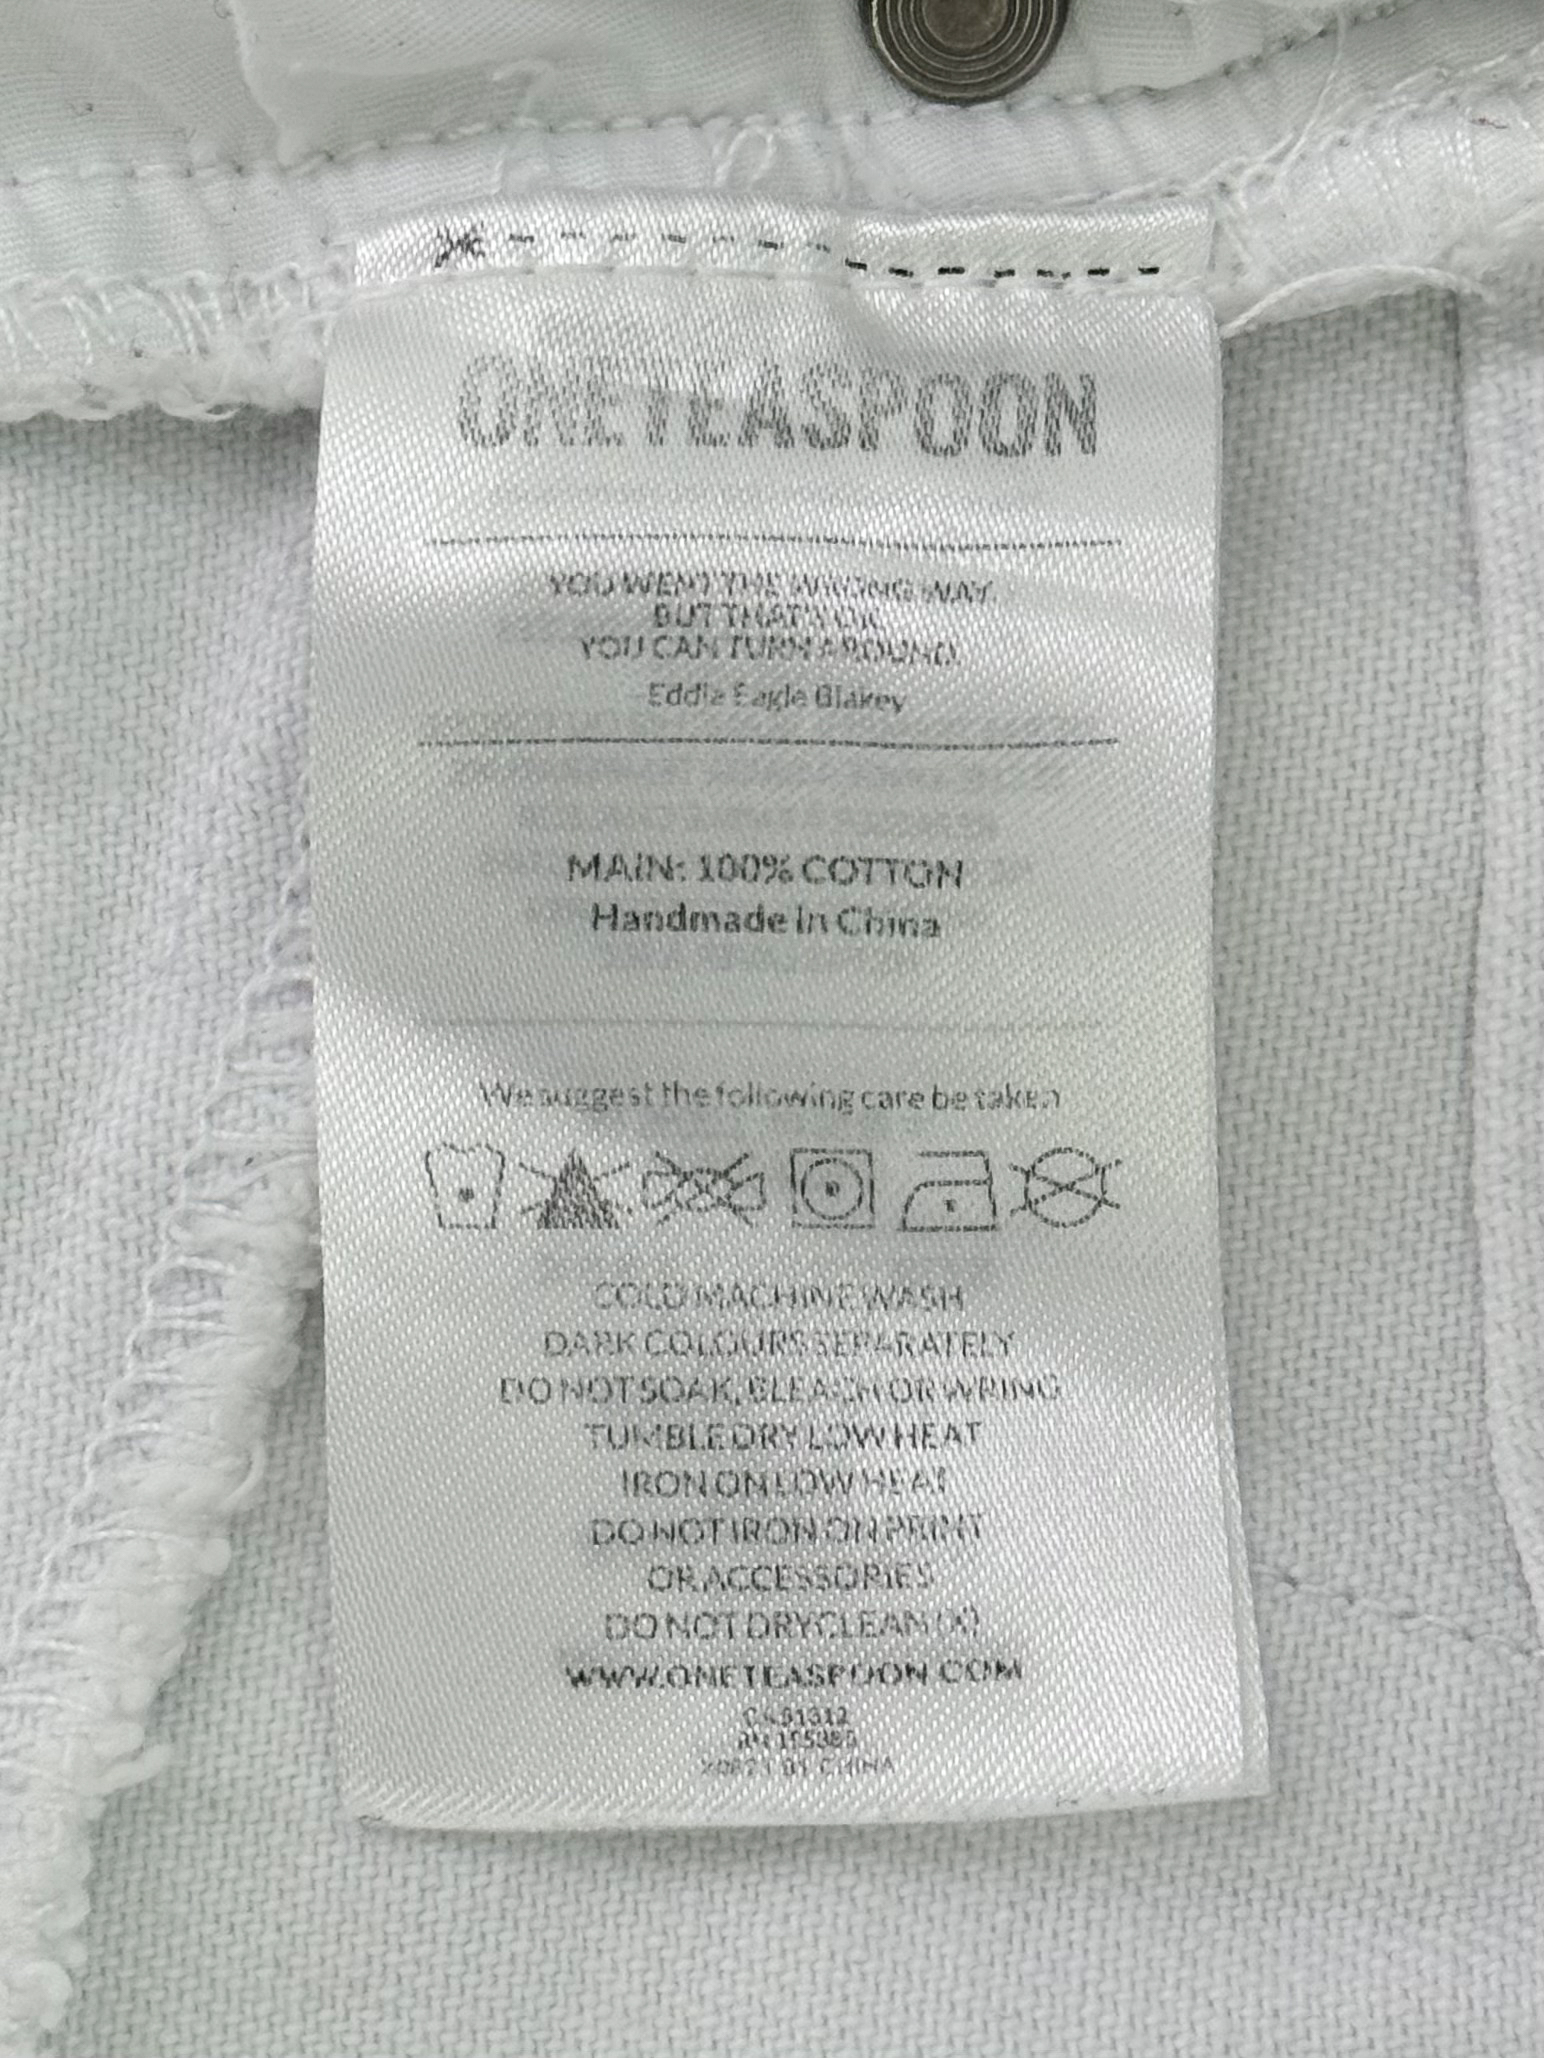 ONETEASPOON
YOU WENT THE WRONG WAY.
BUT THAT'S OK
YOU CAN TURN AROUND.
Eddie Eagle Blakey
MAIN: 100% COTTON
Handmade in China
We suggest the following care be taken
COLD MACHINE WASH
DARK COLOURS SEPARATELY
DO NOT SOAK, BLEACH OR WRING
TUMBLE DRY LOW HEAT
IRON ON LOW HEAT
DO NOT IRON ON PRINT
OR ACCESSORIES
DO NOT DRYCLEAN (X)
WWW.ONETEASPOON.COM
CHINA